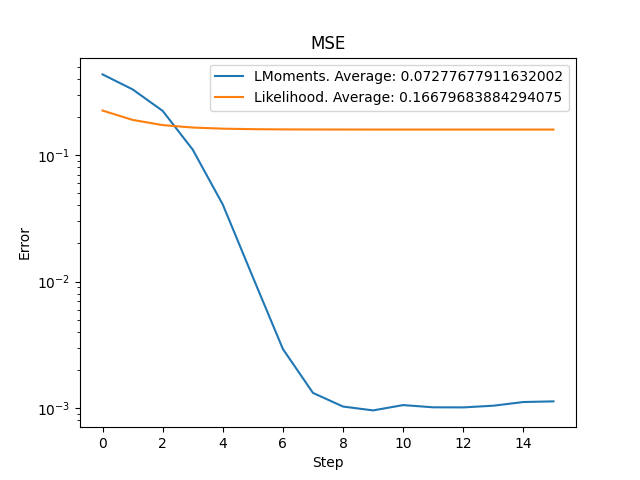 MSE
LMoments. Average: 0.07277677911632002
Likelihood. Average: 0.16679683884294075
10⁻¹
10⁻²
10⁻³
Error
0 2 4 6 8 10 12 14
Step